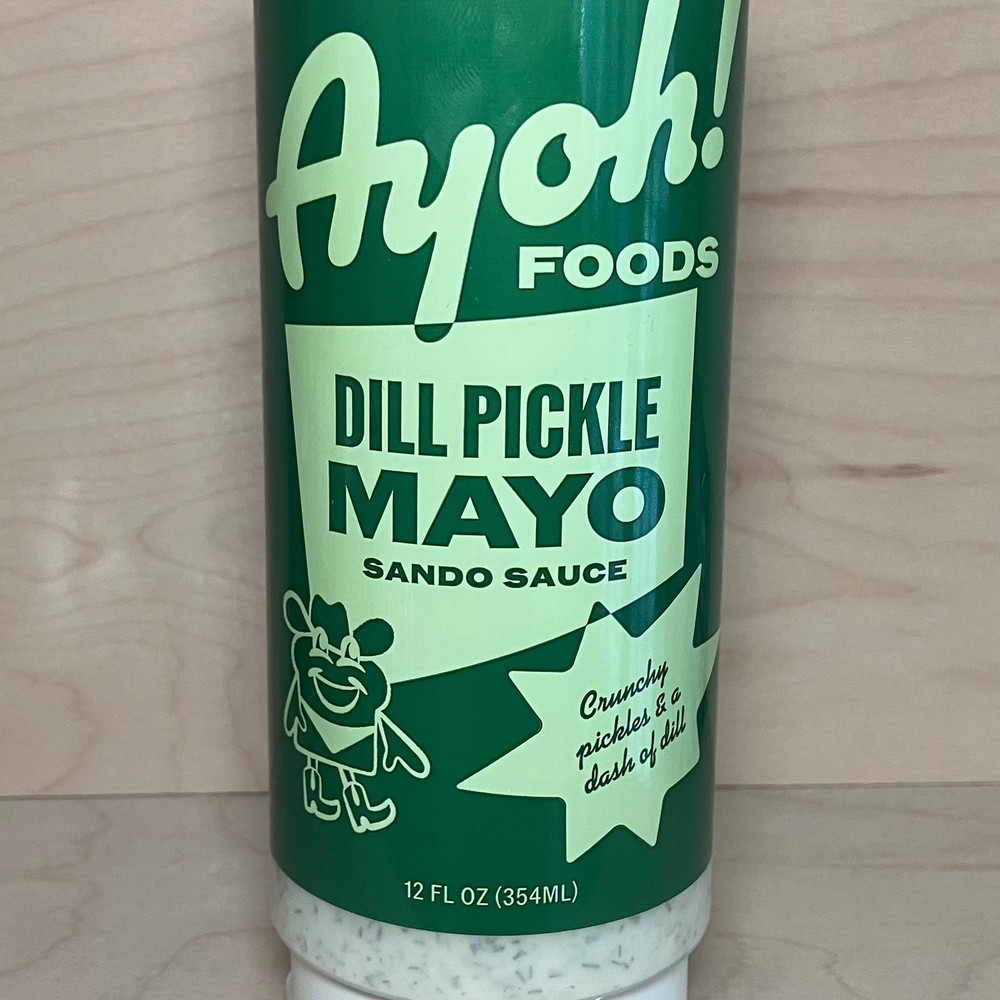 Ayoh!
FOODS
DILL PICKLE
MAYO
SANDO SAUCE
Crunchy
pickles & a
dash of dill
12 FL OZ (354ML)